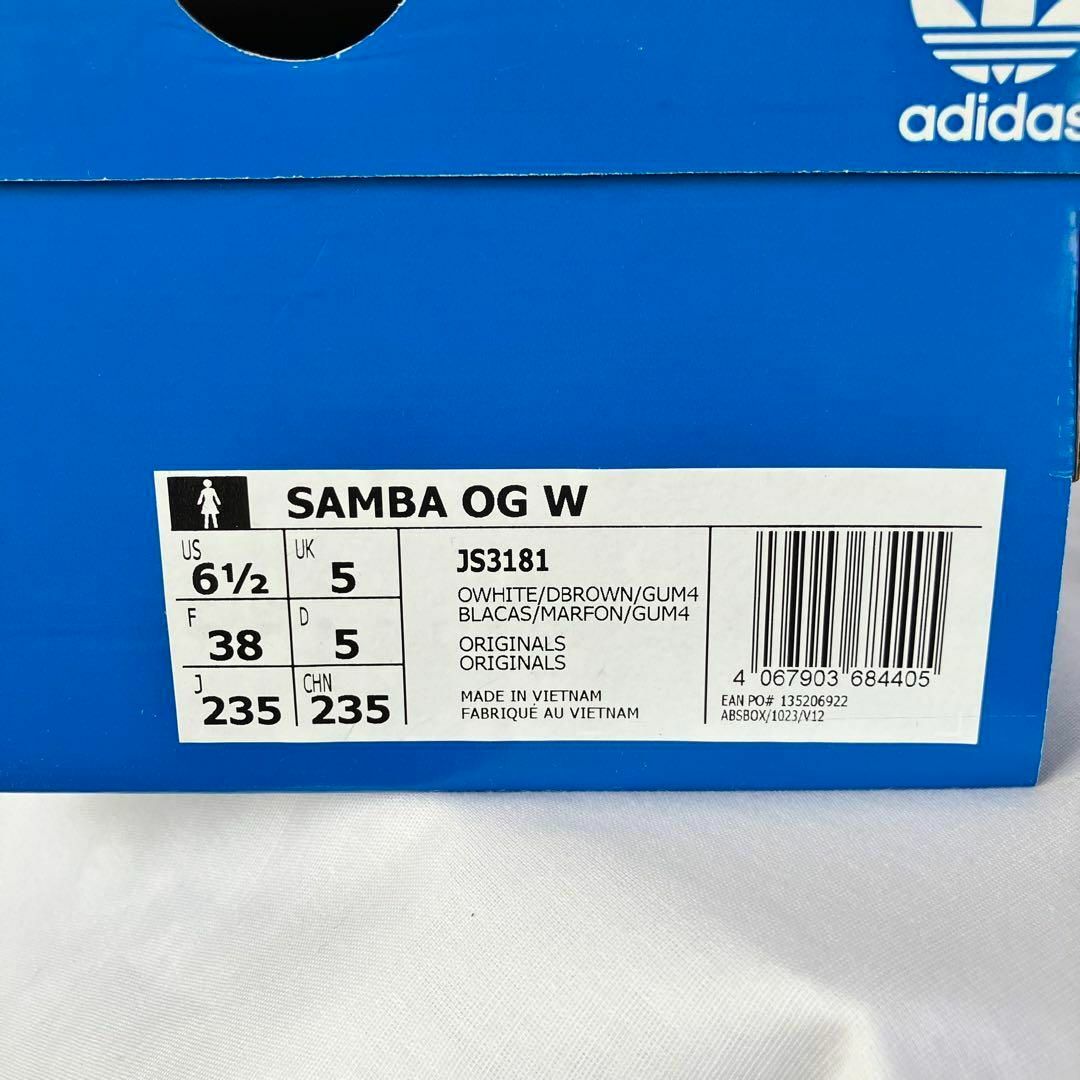 adidas
SAMBA OG W
US
6½
UK
5
F
38
D
5
J
235
CHN
235
JS3181
OWHITE/DBROWN/GUM4
BLACAS/MARFON/GUM4
ORIGINALS
ORIGINALS
MADE IN VIETNAM
FABRIQUÉ AU VIETNAM
4 067903 684405
EAN PO# 135206922
ABSBOX/1023/V12